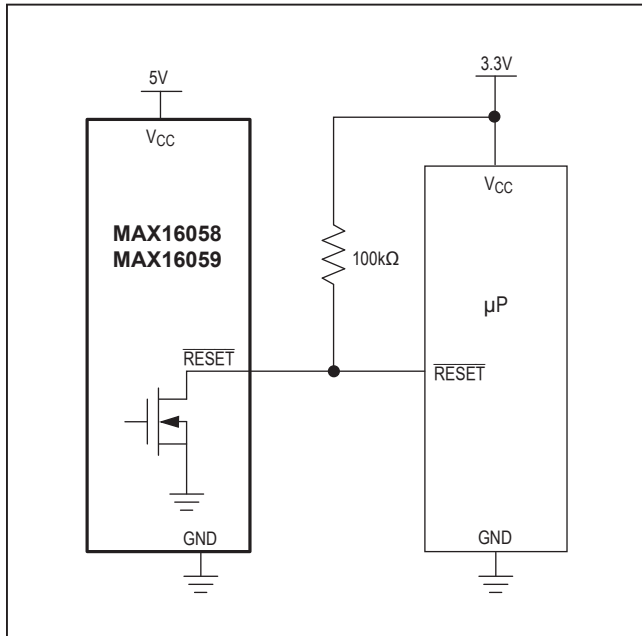 5V
VCC
MAX16058
MAX16059
RESET
GND
3.3V
100kΩ
VCC
µP
RESET
GND